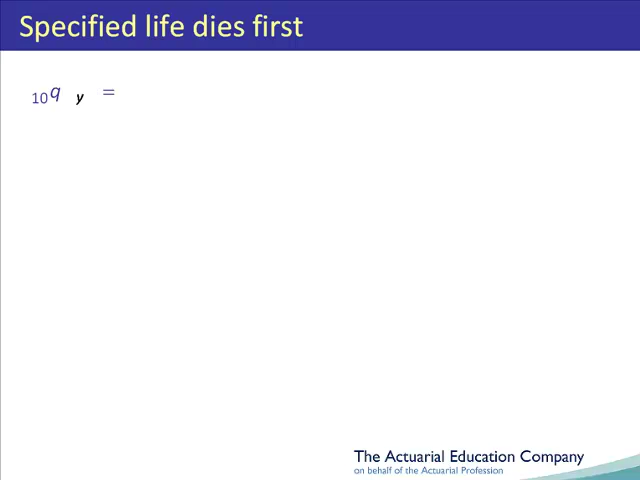 Specified life dies first
10q y =
The Actuarial Education Company
on behalf of the Actuarial Profession